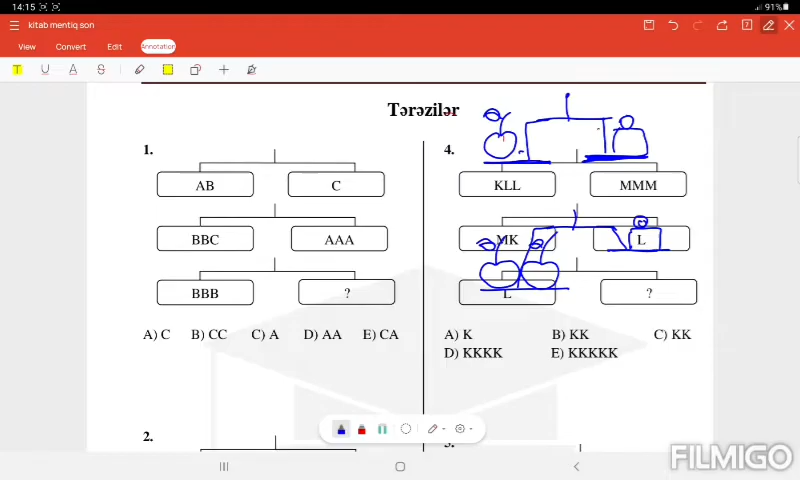 14:15
91%
kitab mentiq son
View Convert Edit Annotation
Tərəzilər
1.
AB C
BBC AAA
BBB ?
A) C B) CC C) A D) AA E) CA
2.
4.
KLL MMM
MK L
L ?
A) K B) KK C) KK
D) KKKK E) KKKKK
FILMIGO